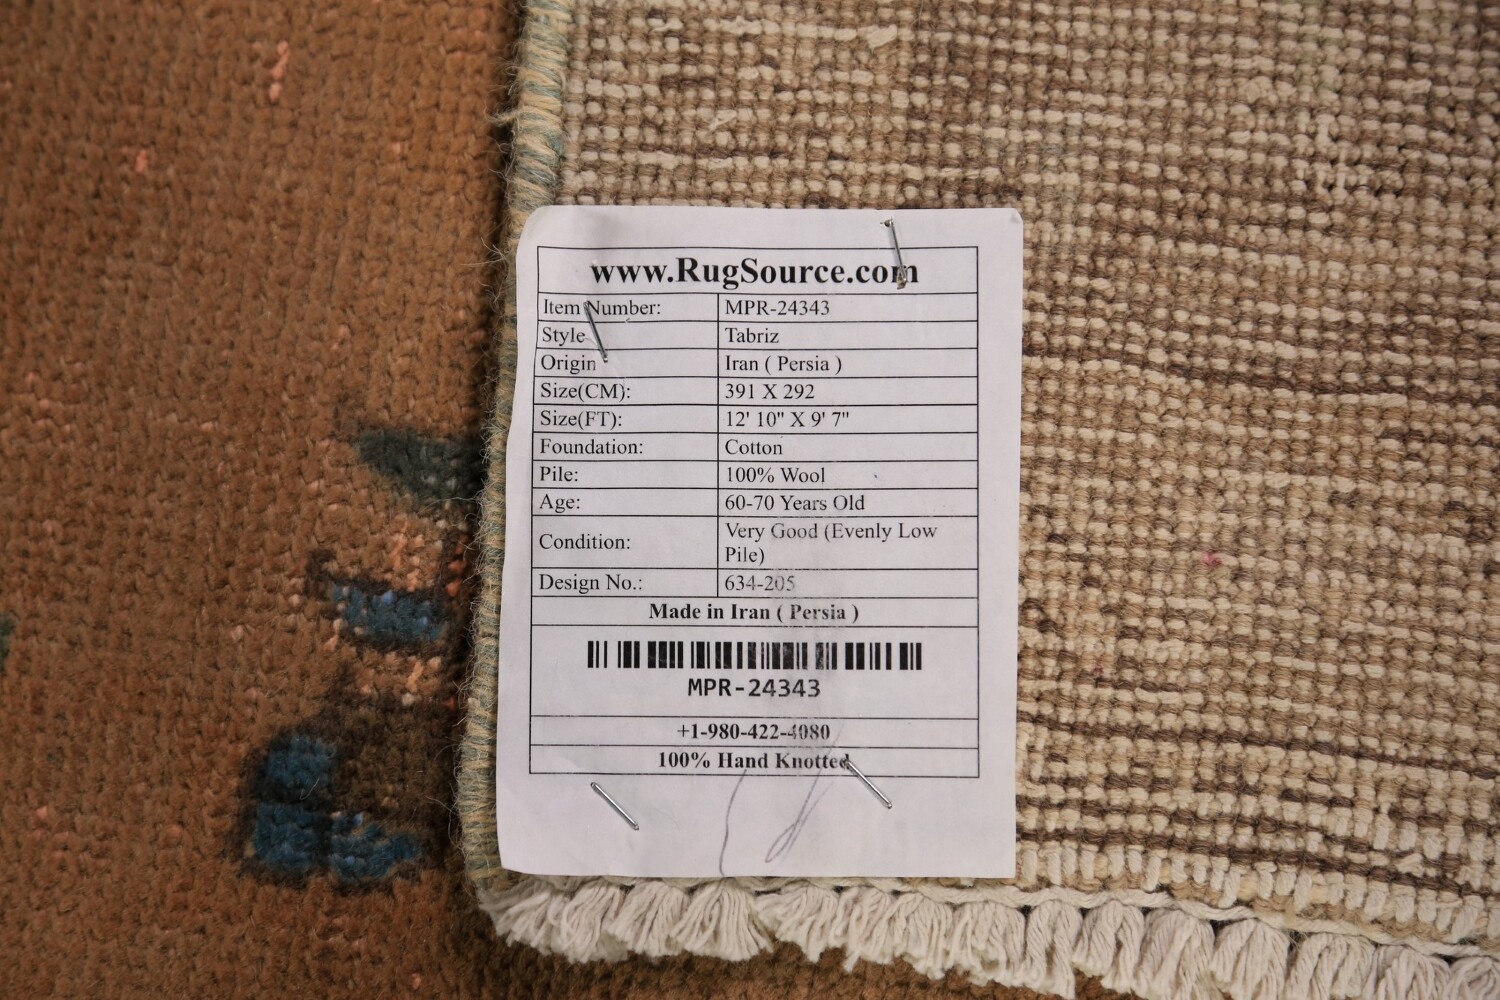 www.RugSource.com
Item Number: MPR-24343
Style Tabriz
Origin Iran ( Persia )
Size(CM): 391 X 292
Size(FT): 12' 10" X 9' 7"
Foundation: Cotton
Pile: 100% Wool
Age: 60-70 Years Old
Condition: Very Good (Evenly Low
Pile)
Design No.: 634-205
Made in Iran ( Persia )
MPR-24343
+1-980-422-4080
100% Hand Knotted